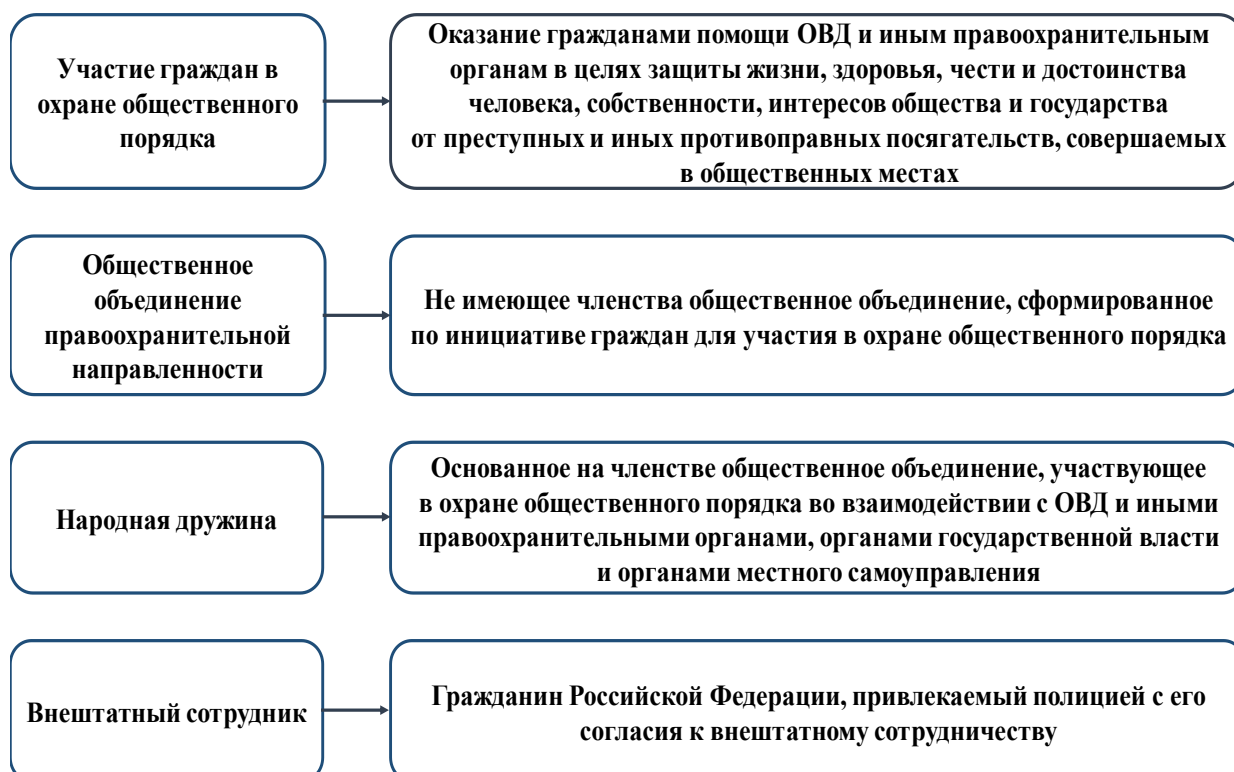 Участие граждан в
охране общественного
порядка
Оказание гражданами помощи ОВД и иным правоохранительным
органам в целях защиты жизни, здоровья, чести и достоинства
человека, собственности, интересов общества и государства
от преступных и иных противоправных посягательств, совершаемых
в общественных местах
Общественное
объединение
правоохранительной
направленности
Не имеющее членства общественное объединение, сформированное
по инициативе граждан для участия в охране общественного порядка
Народная дружина
Основанное на членстве общественное объединение, участвующее
в охране общественного порядка во взаимодействии с ОВД и иными
правоохранительными органами, органами государственной власти
и органами местного самоуправления
Внештатный сотрудник
Гражданин Российской Федерации, привлекаемый полицией с его
согласия к внештатному сотрудничеству